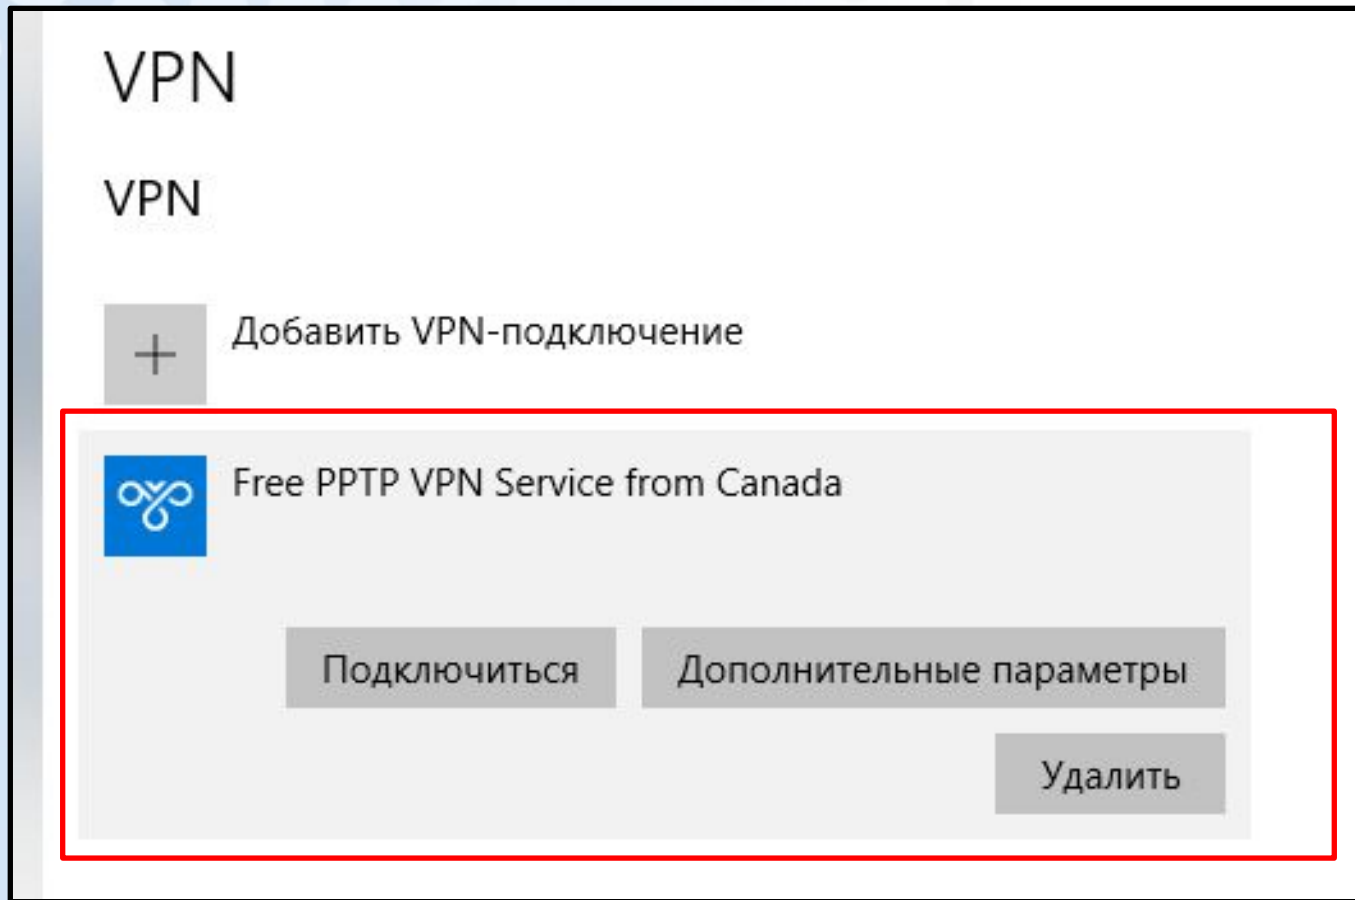 VPN
VPN
Добавить VPN-подключение
Free PPTP VPN Service from Canada
Подключиться
Дополнительные параметры
Удалить